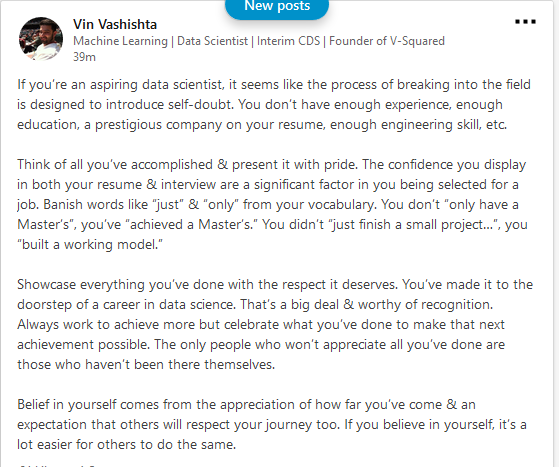 New posts
Vin Vashishta
Machine Learning | Data Scientist | Interim CDS | Founder of V-Squared
39m
If you're an aspiring data scientist, it seems like the process of breaking into the field
is designed to introduce self-doubt. You don't have enough experience, enough
education, a prestigious company on your resume, enough engineering skill, etc.
Think of all you've accomplished & present it with pride. The confidence you display
in both your resume & interview are a significant factor in you being selected for a
job. Banish words like "just" & "only" from your vocabulary. You don't "only have a
Master's", you've "achieved a Master's." You didn't "just finish a small project...", you
"built a working model."
Showcase everything you've done with the respect it deserves. You've made it to the
doorstep of a career in data science. That's a big deal & worthy of recognition.
Always work to achieve more but celebrate what you've done to make that next
achievement possible. The only people who won't appreciate all you've done are
those who haven't been there themselves.
Belief in yourself comes from the appreciation of how far you've come & an
expectation that others will respect your journey too. If you believe in yourself, it's a
lot easier for others to do the same.